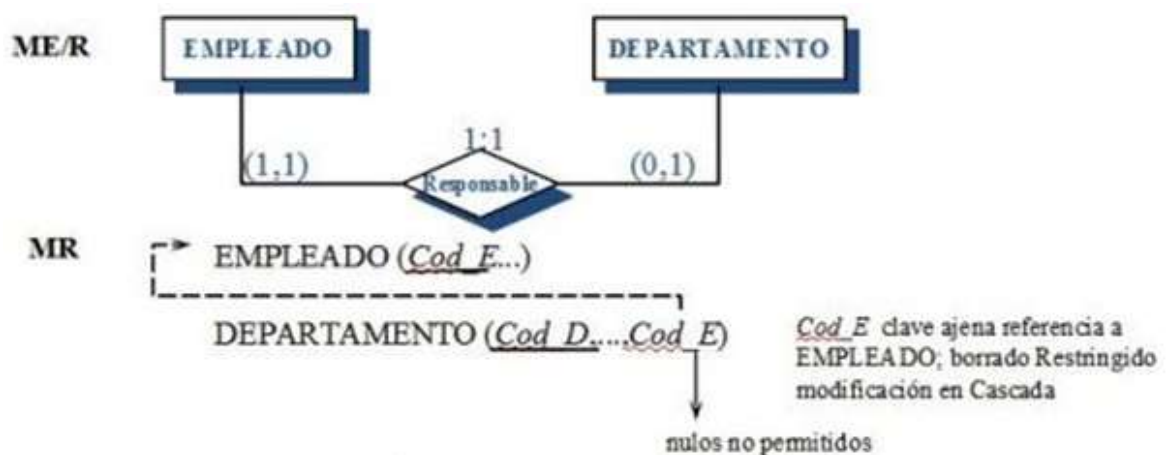 ME/R
EMPLEADO
DEPARTAMENTO
1:1
(1,1)
(0,1)
Responsable
MR
EMPLEADO (Cod_E...)
DEPARTAMENTO (Cod_D.....Cod_E)
Cod_E clave ajena referencia a
EMPLEADO; borrado Restringido
modificación en Cascada
nulos no permitidos